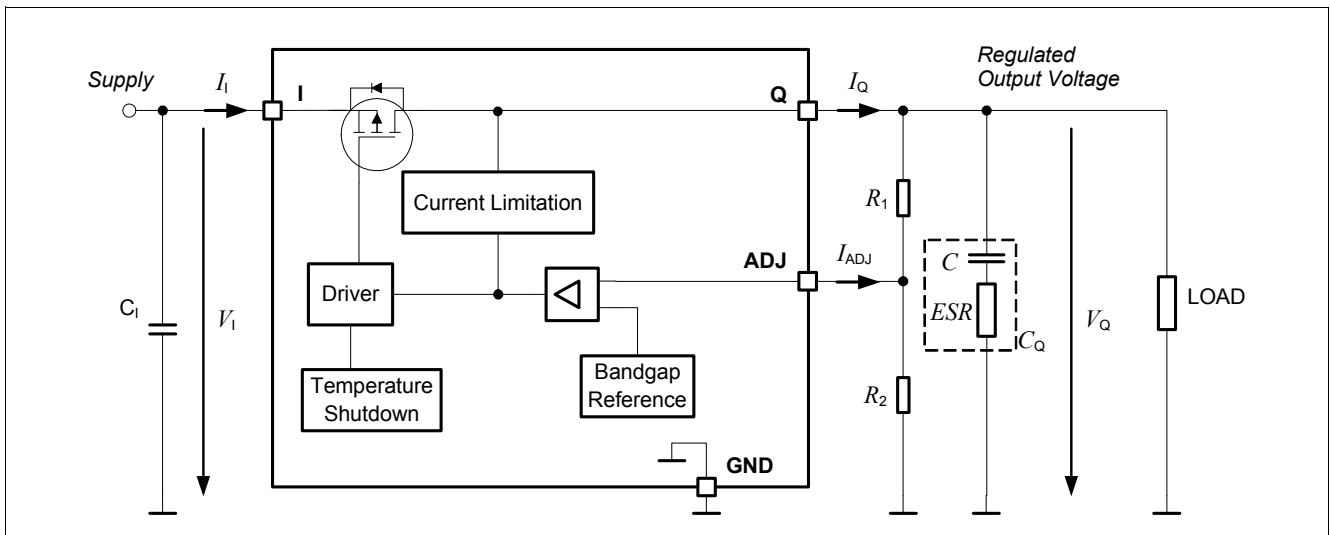 Supply
I_I
I
Q
I_Q
Regulated
Output Voltage
Current Limitation
R_1
ADJ
I_ADJ
C
Driver
ESR
LOAD
C_I
V_I
C_Q
V_Q
Temperature
Shutdown
Bandgap
Reference
R_2
GND